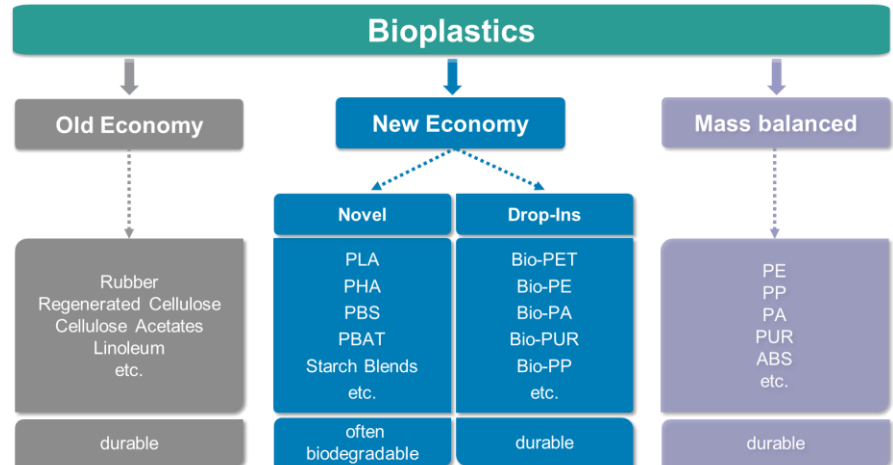 Bioplastics
Old Economy
New Economy
Mass balanced
Novel
Drop-Ins
Rubber
Regenerated Cellulose
Cellulose Acetates
Linoleum
etc.
PLA
PHA
PBS
PBAT
Starch Blends
etc.
Bio-PET
Bio-PE
Bio-PA
Bio-PUR
Bio-PP
etc.
PE
PP
PA
PUR
ABS
etc.
durable
often
biodegradable
durable
durable